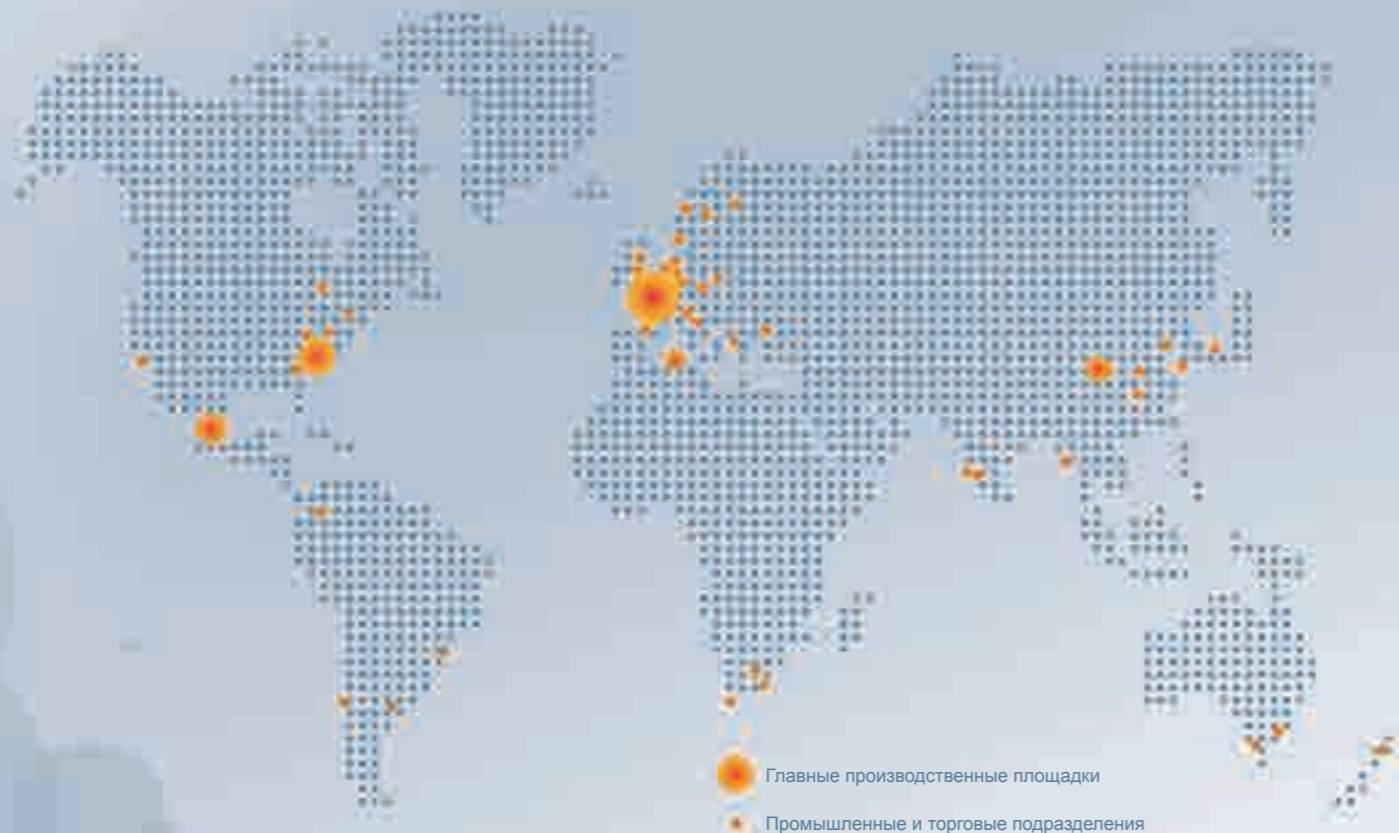 Главные производственные площадки
Промышленные и торговые подразделения